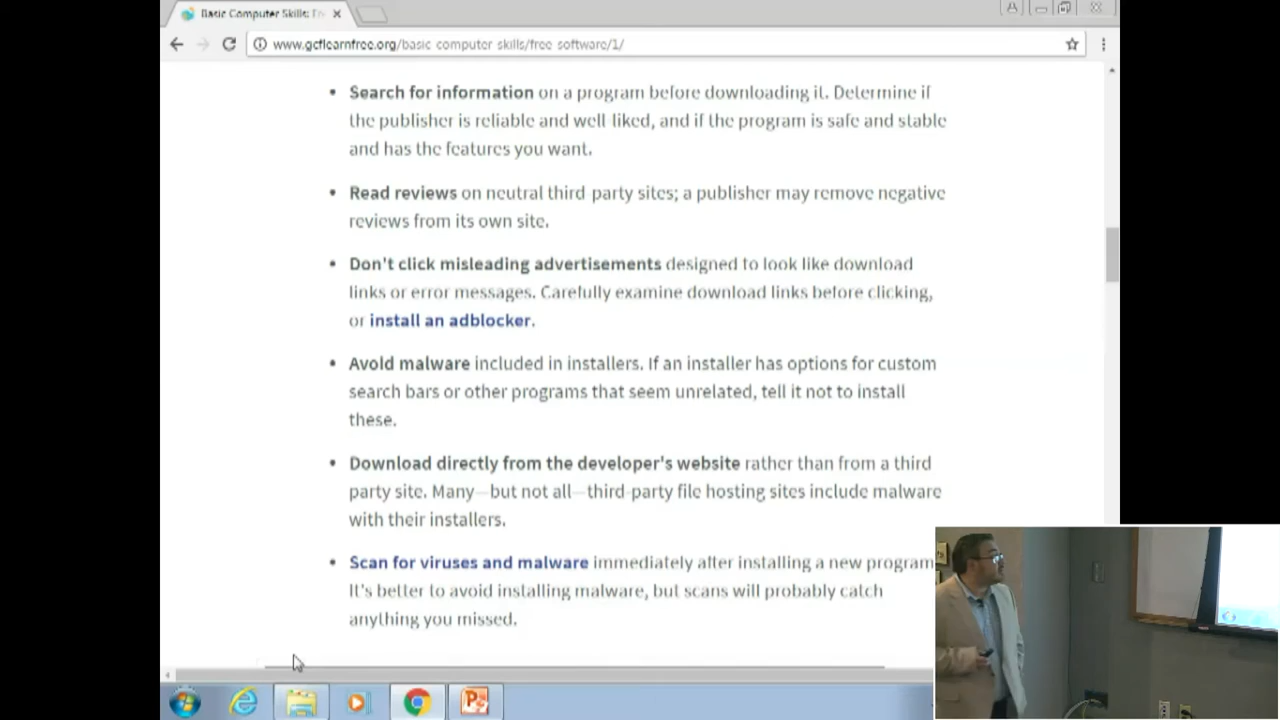 Basic Computer Skills: Fr
www.gcflearnfree.org/basic computer skills/free software/1/
• Search for information on a program before downloading it. Determine if
the publisher is reliable and well liked, and if the program is safe and stable
and has the features you want.
• Read reviews on neutral third party sites; a publisher may remove negative
reviews from its own site.
• Don't click misleading advertisements designed to look like download
links or error messages. Carefully examine download links before clicking,
or install an adblocker.
• Avoid malware included in installers. If an installer has options for custom
search bars or other programs that seem unrelated, tell it not to install
these.
• Download directly from the developer's website rather than from a third
party site. Many—but not all—third-party file hosting sites include malware
with their installers.
• Scan for viruses and malware immediately after installing a new program
It's better to avoid installing malware, but scans will probably catch
anything you missed.